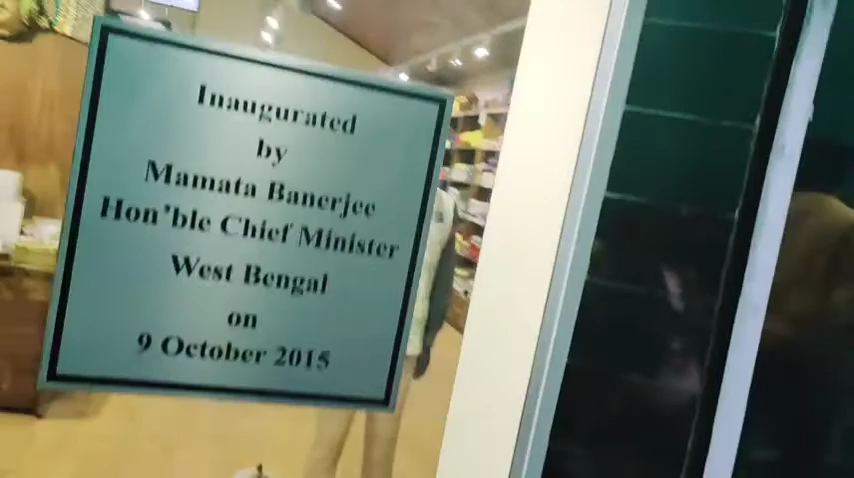 Inaugurated
by
Mamata Banerjee
Hon'ble Chief Minister
West Bengal
on
9 October 2015